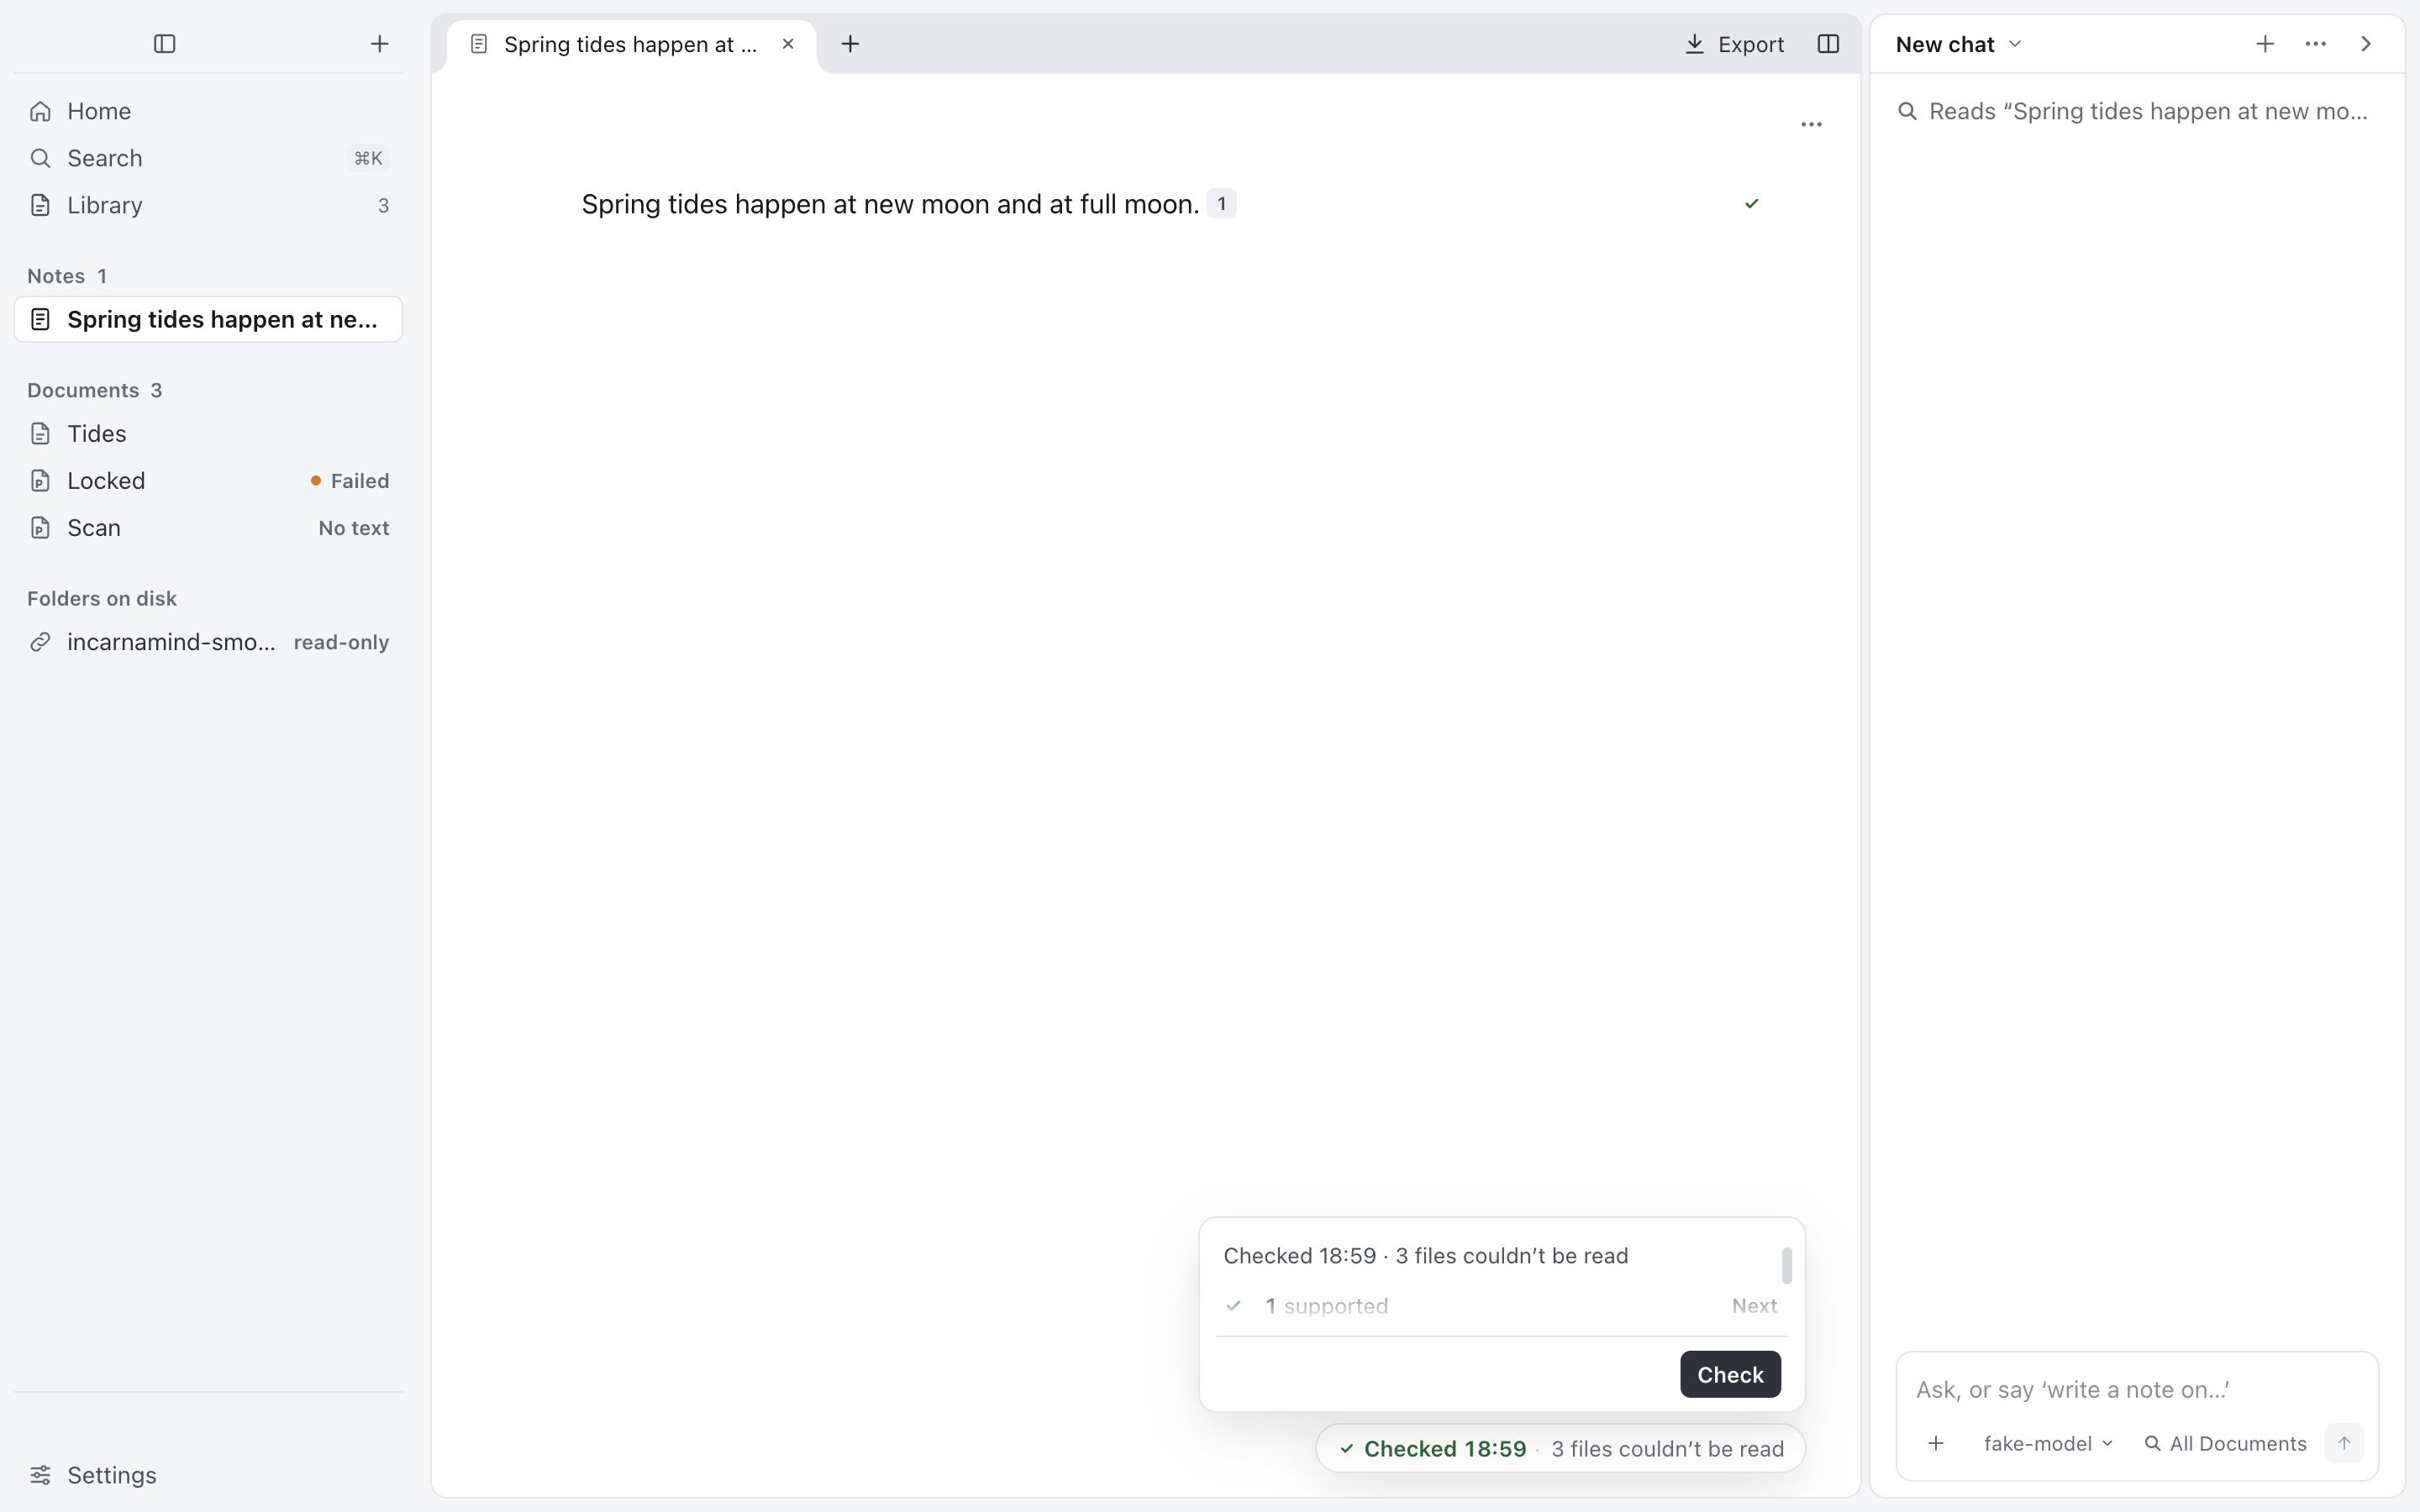 Home
Search ⌘K
Library 3
Notes 1
Spring tides happen at ne...
Documents 3
Tides
Locked Failed
Scan No text
Folders on disk
incarnamind-smo... read-only
Settings
Spring tides happen at ...
Export
Spring tides happen at new moon and at full moon. 1
Checked 18:59 · 3 files couldn’t be read
1 supported Next
Check
Checked 18:59 · 3 files couldn’t be read
New chat
Reads “Spring tides happen at new mo...
Ask, or say ‘write a note on...’
fake-model All Documents